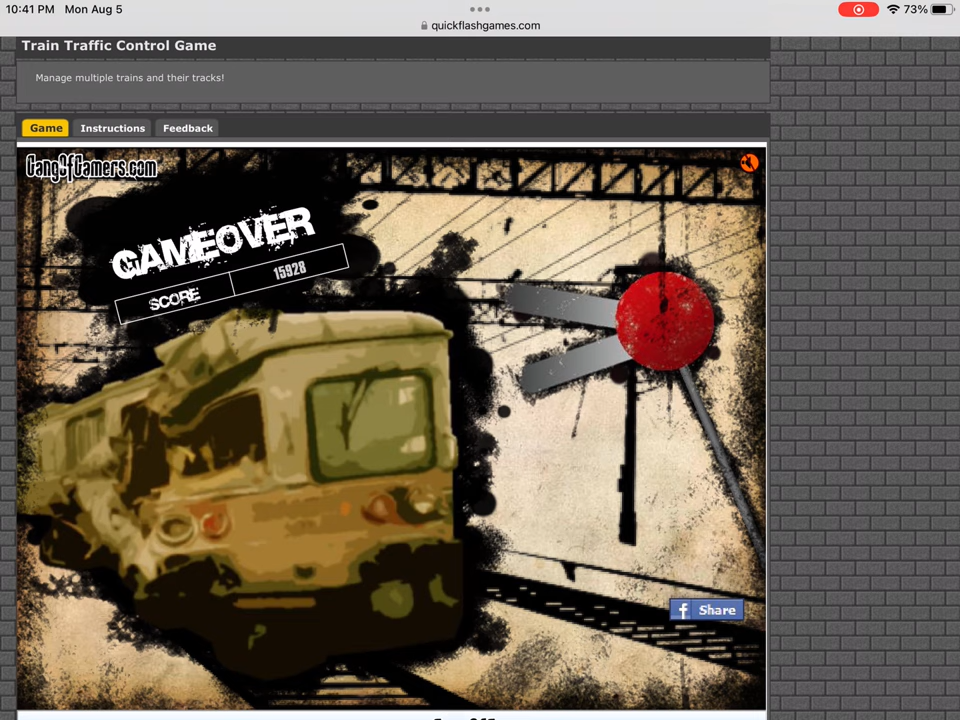 10:41 PM Mon Aug 5
73%
quickflashgames.com
Train Traffic Control Game
Manage multiple trains and their tracks!
Game Instructions Feedback
GangOfGamers.com
GAMEOVER
SCORE 15928
f Share